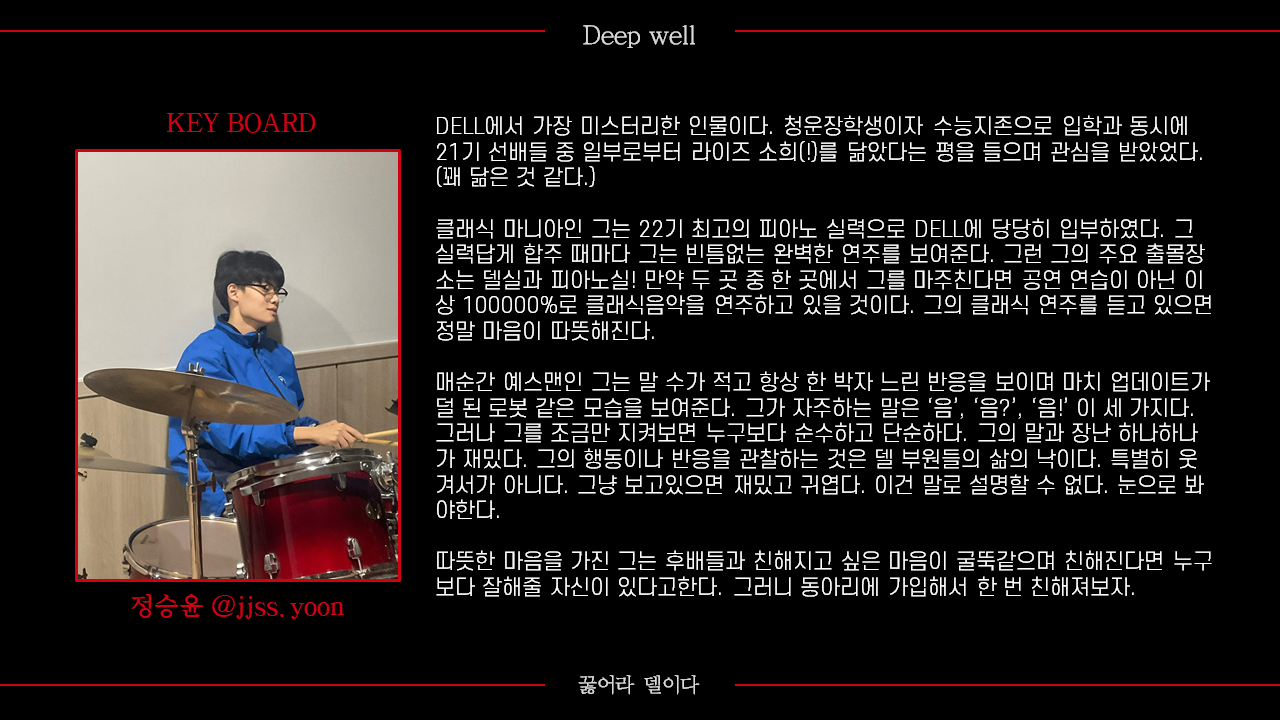 Deep well
KEY BOARD
DELL에서 가장 미스터리한 인물이다. 청운장학생이자 수능지존으로 입학과 동시에
21기 선배들 중 일부로부터 라이즈 소희(!)를 닮았다는 평을 들으며 관심을 받았었다.
(꽤 닮은 것 같다.)
클래식 마니아인 그는 22기 최고의 피아노 실력으로 DELL에 당당히 입부하였다. 그
실력답게 합주 때마다 그는 빈틈없는 완벽한 연주를 보여준다. 그런 그의 주요 출몰장
소는 델실과 피아노실! 만약 두 곳 중 한 곳에서 그를 마주친다면 공연 연습이 아닌 이
상 100000%로 클래식음악을 연주하고 있을 것이다. 그의 클래식 연주를 듣고 있으면
정말 마음이 따뜻해진다.
매순간 예스맨인 그는 말 수가 적고 항상 한 박자 느린 반응을 보이며 마치 업데이트가
덜 된 로봇 같은 모습을 보여준다. 그가 자주하는 말은 ‘음’, ‘음?’, ‘음!’ 이 세 가지다.
그러나 그를 조금만 지켜보면 누구보다 순수하고 단순하다. 그의 말과 장난 하나하나
가 재밌다. 그의 행동이나 반응을 관찰하는 것은 델 부원들의 삶의 낙이다. 특별히 웃
겨서가 아니다. 그냥 보고있으면 재밌고 귀엽다. 이건 말로 설명할 수 없다. 눈으로 봐
야한다.
따뜻한 마음을 가진 그는 후배들과 친해지고 싶은 마음이 굴뚝같으며 친해진다면 누구
보다 잘해줄 자신이 있다고한다. 그러니 동아리에 가입해서 한 번 친해져보자.
정승윤 @jjss._.yoon
꿇어라 델이다